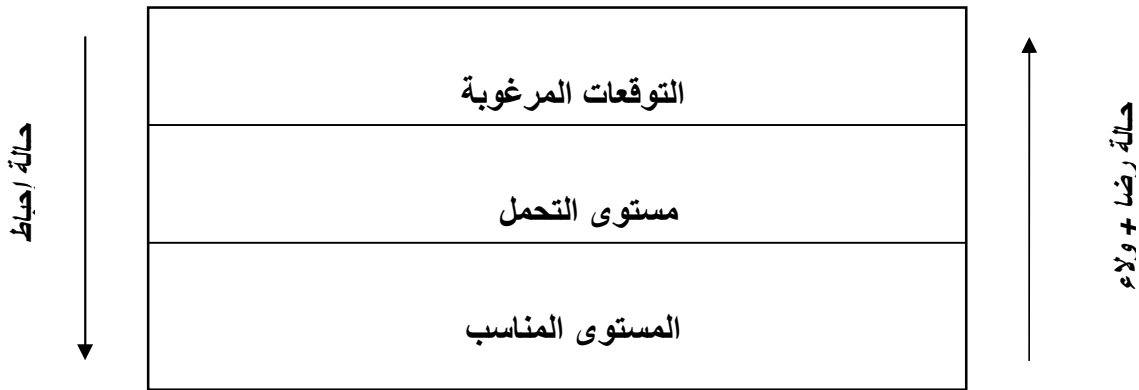 التوقعات المرغوبة
مستوى التحمل
المستوى المناسب
حالة رضا + ولاء
حالة إحباط